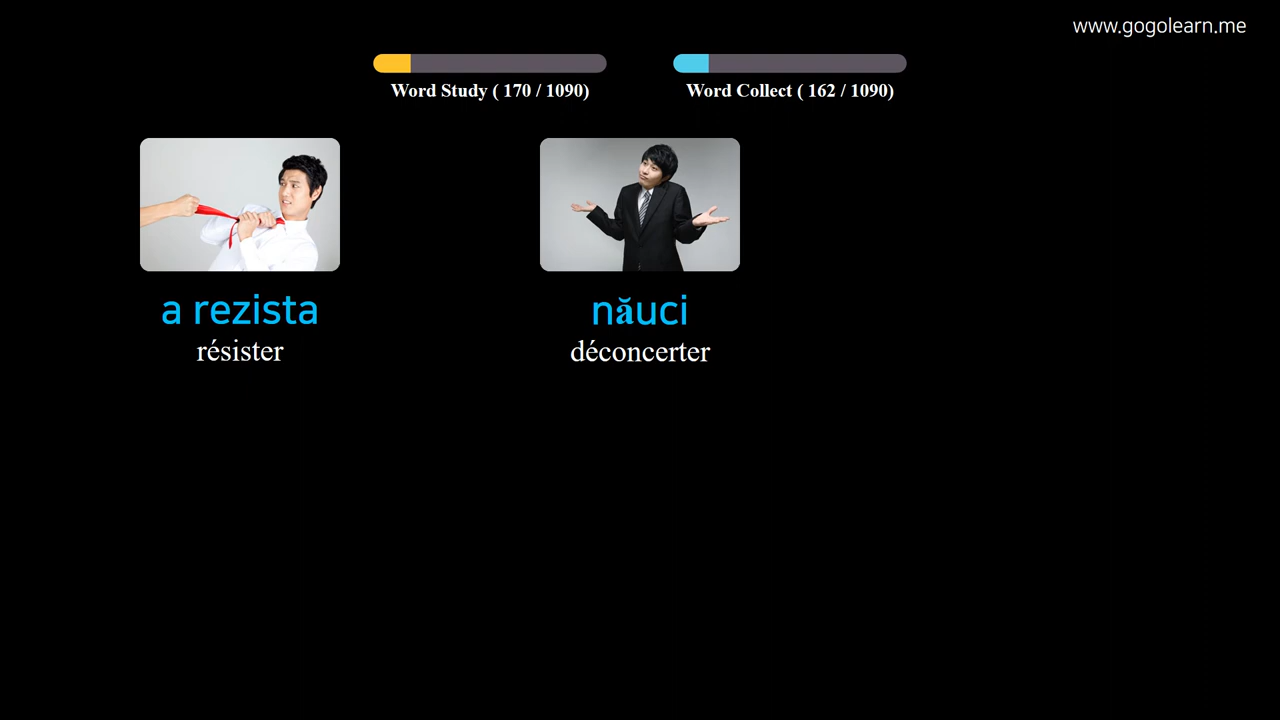 www.gogolearn.me
Word Study ( 170 / 1090)
Word Collect ( 162 / 1090)
a rezista
résister
năuci
déconcerter